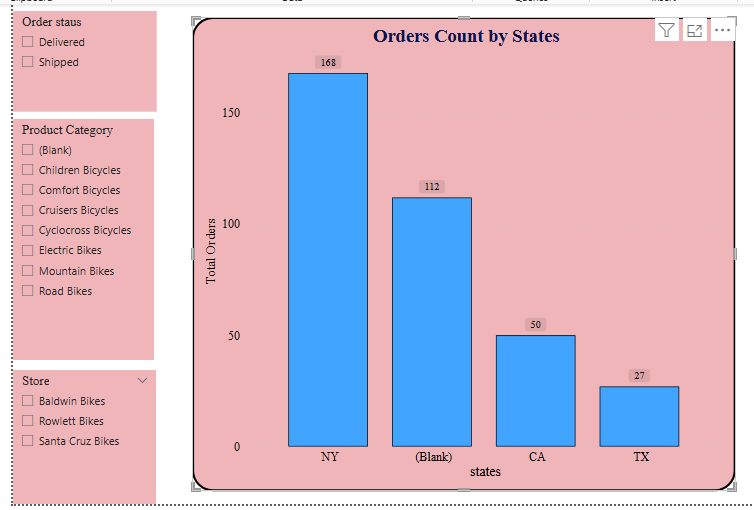 Order staus
Delivered
Shipped
Product Category
(Blank)
Children Bicycles
Comfort Bicycles
Cruisers Bicycles
Cyclocross Bicycles
Electric Bikes
Mountain Bikes
Road Bikes
Store
Baldwin Bikes
Rowlett Bikes
Santa Cruz Bikes
Orders Count by States
Total Orders
150
100
50
0
168
112
50
27
NY
(Blank)
CA
TX
states